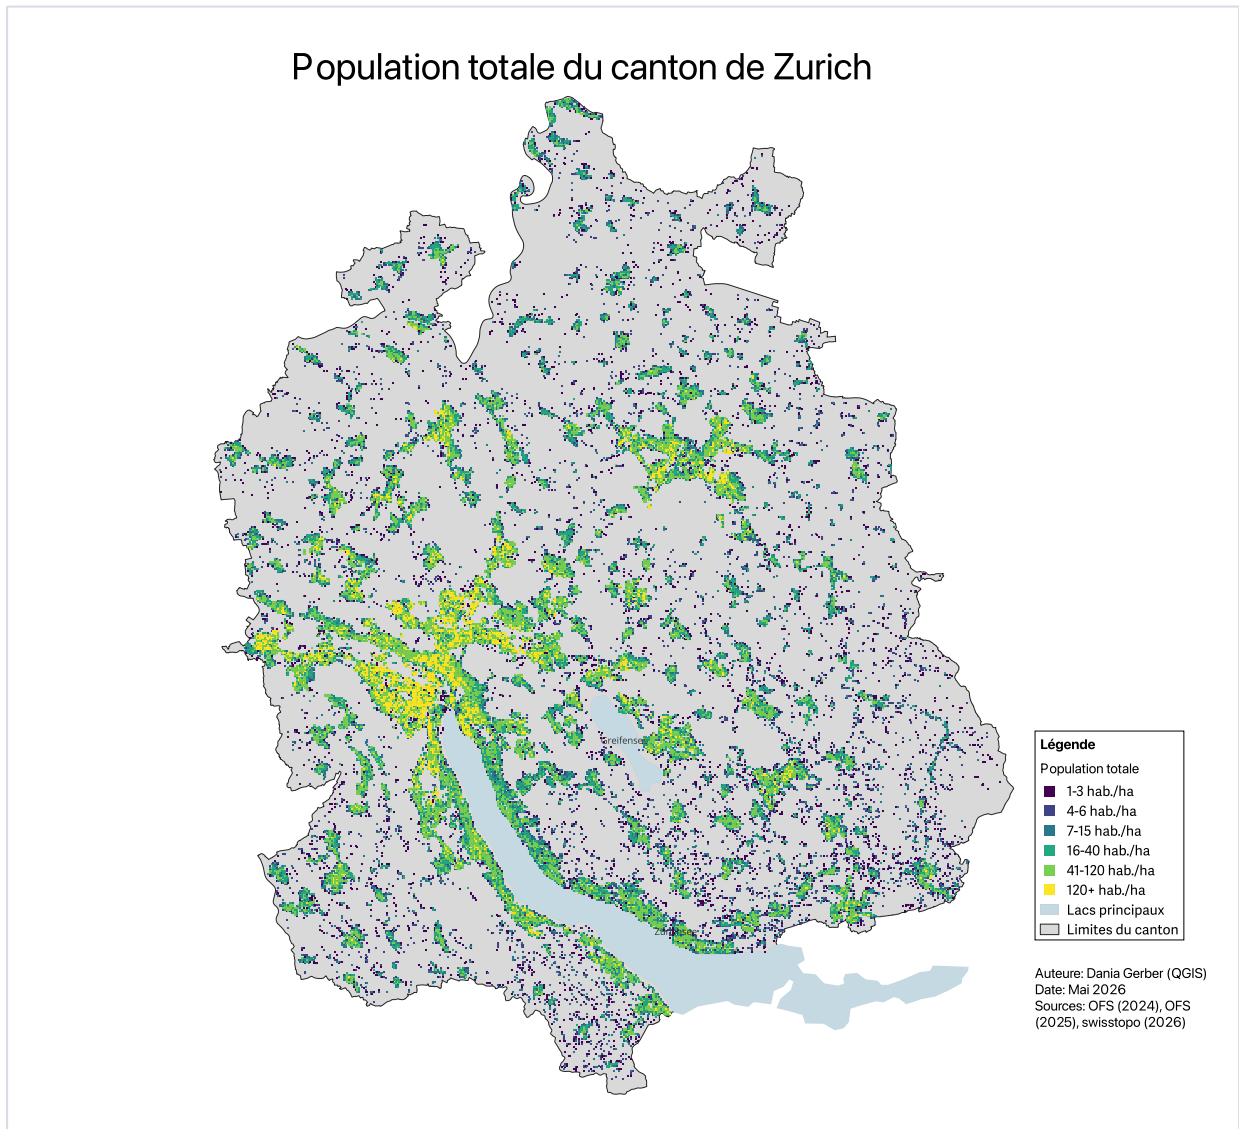 Population totale du canton de Zurich
Greifensee
Zürichsee
Légende
Population totale
1-3 hab./ha
4-6 hab./ha
7-15 hab./ha
16-40 hab./ha
41-120 hab./ha
120+ hab./ha
Lacs principaux
Limites du canton
Auteure: Dania Gerber (QGIS)
Date: Mai 2026
Sources: OFS (2024), OFS
(2025), swisstopo (2026)